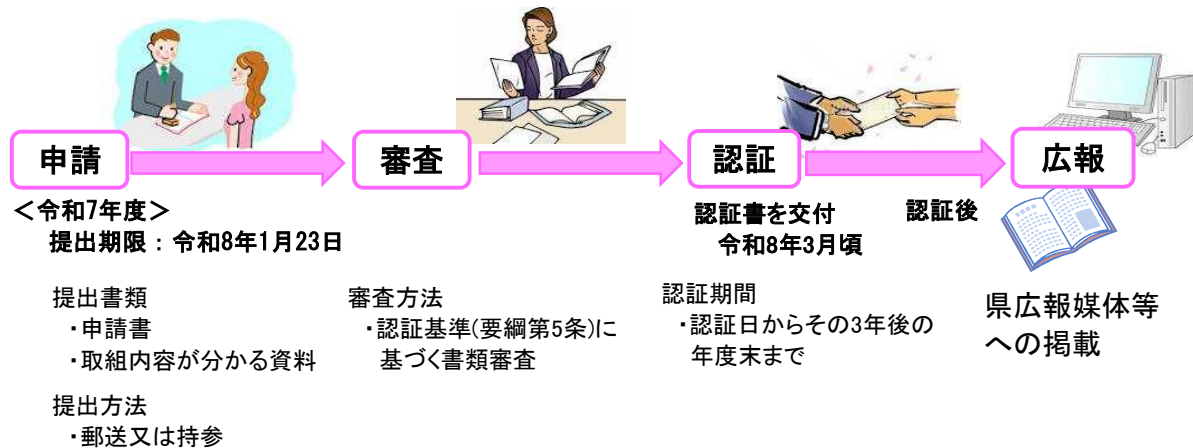 申請
審査
認証
広報
＜令和7年度＞
提出期限：令和8年1月23日
認証書を交付
令和8年3月頃
認証後
提出書類
・申請書
・取組内容が分かる資料
提出方法
・郵送又は持参
審査方法
・認証基準(要綱第5条)に
基づく書類審査
認証期間
・認証日からその3年後の
年度末まで
県広報媒体等
への掲載